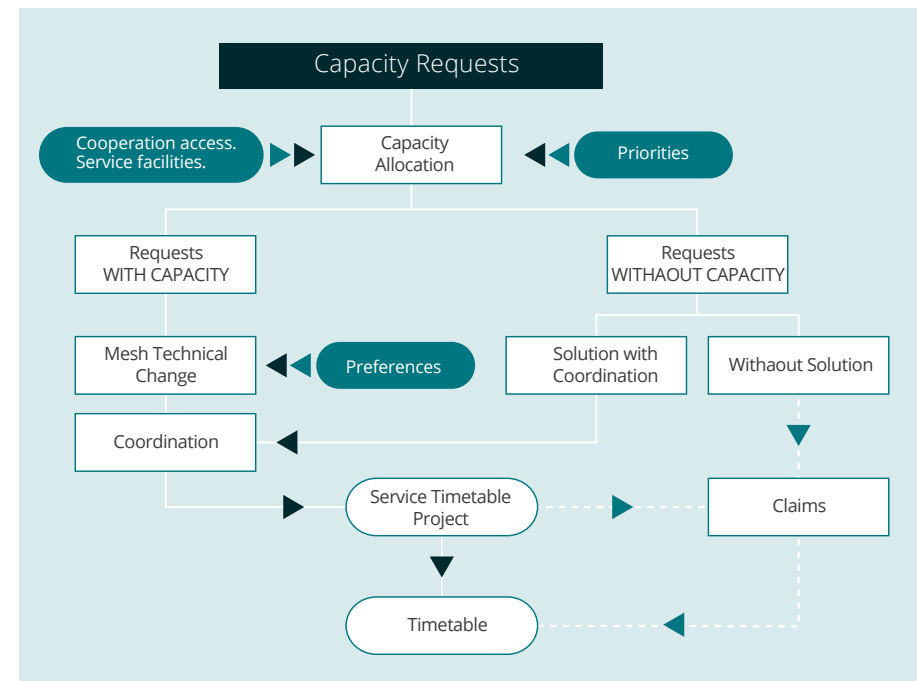 Capacity Requests
Cooperation access.
Service facilities.
Capacity
Allocation
Priorities
Requests
WITH CAPACITY
Requests
WITHAOUT CAPACITY
Mesh Technical
Change
Preferences
Solution with
Coordination
Withaout Solution
Coordination
Service Timetable
Project
Claims
Timetable